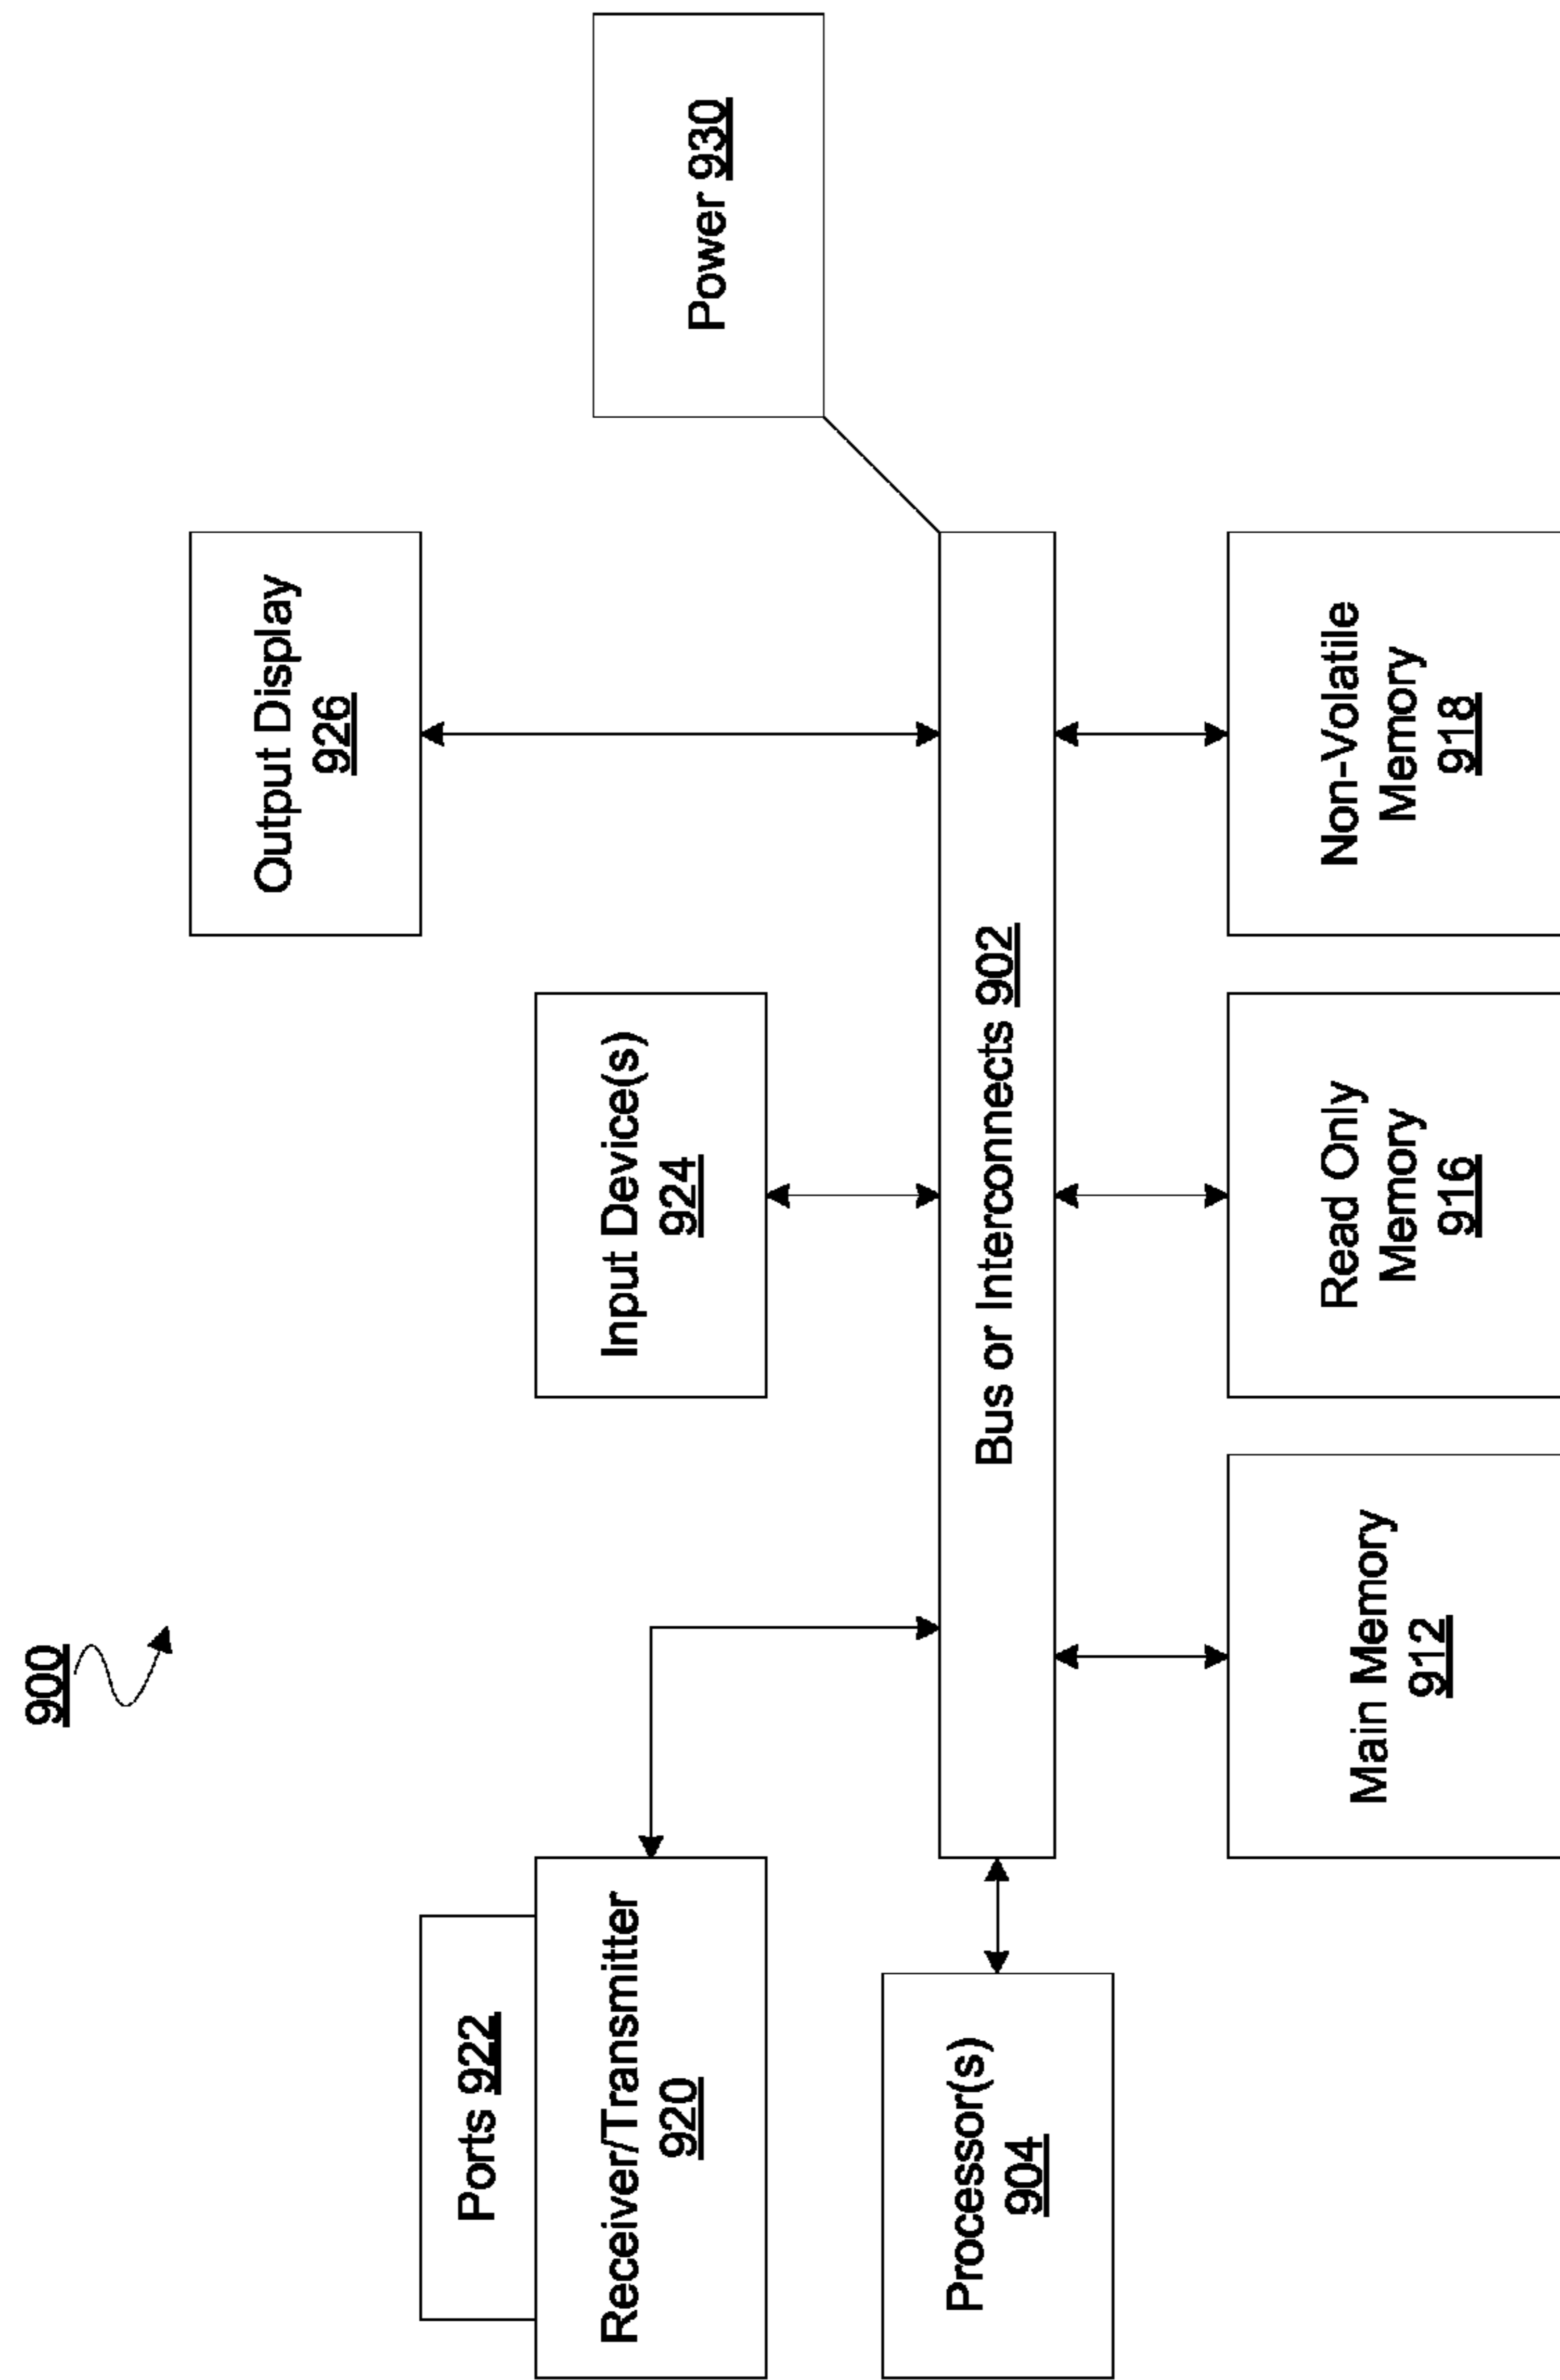 900
Output Display
926
Ports 922
Input Device(s)
924
Receiver/Transmitter
920
Power 930
Bus or Interconnects 902
Processor(s)
904
Main Memory
912
Read Only
Memory
916
Non-Volatile
Memory
918